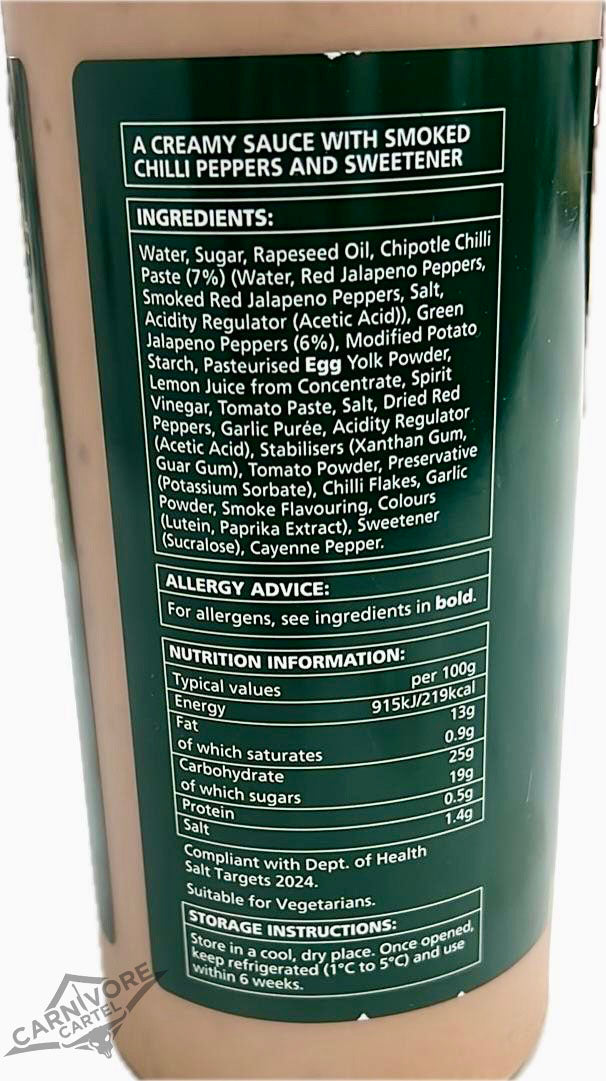 A CREAMY SAUCE WITH SMOKED
CHILLI PEPPERS AND SWEETENER
INGREDIENTS:
Water, Sugar, Rapeseed Oil, Chipotle Chilli
Paste (7%) (Water, Red Jalapeno Peppers,
Smoked Red Jalapeno Peppers, Salt,
Acidity Regulator (Acetic Acid)), Green
Jalapeno Peppers (6%), Modified Potato
Starch, Pasteurised Egg Yolk Powder,
Lemon Juice from Concentrate, Spirit
Vinegar, Tomato Paste, Salt, Dried Red
Peppers, Garlic Purée, Acidity Regulator
(Acetic Acid), Stabilisers (Xanthan Gum,
Guar Gum), Tomato Powder, Preservative
(Potassium Sorbate), Chilli Flakes, Garlic
Powder, Smoke Flavouring, Colours
(Lutein, Paprika Extract), Sweetener
(Sucralose), Cayenne Pepper.
ALLERGY ADVICE:
For allergens, see ingredients in bold.
NUTRITION INFORMATION:
Typical values per 100g
Energy 915kJ/219kcal
Fat 13g
of which saturates 0.9g
Carbohydrate 25g
of which sugars 19g
Protein 0.5g
Salt 1.4g
Compliant with Dept. of Health
Salt Targets 2024.
Suitable for Vegetarians.
STORAGE INSTRUCTIONS:
Store in a cool, dry place. Once opened,
keep refrigerated (1°C to 5°C) and use
within 6 weeks.
CARNIVORE
CARTEL